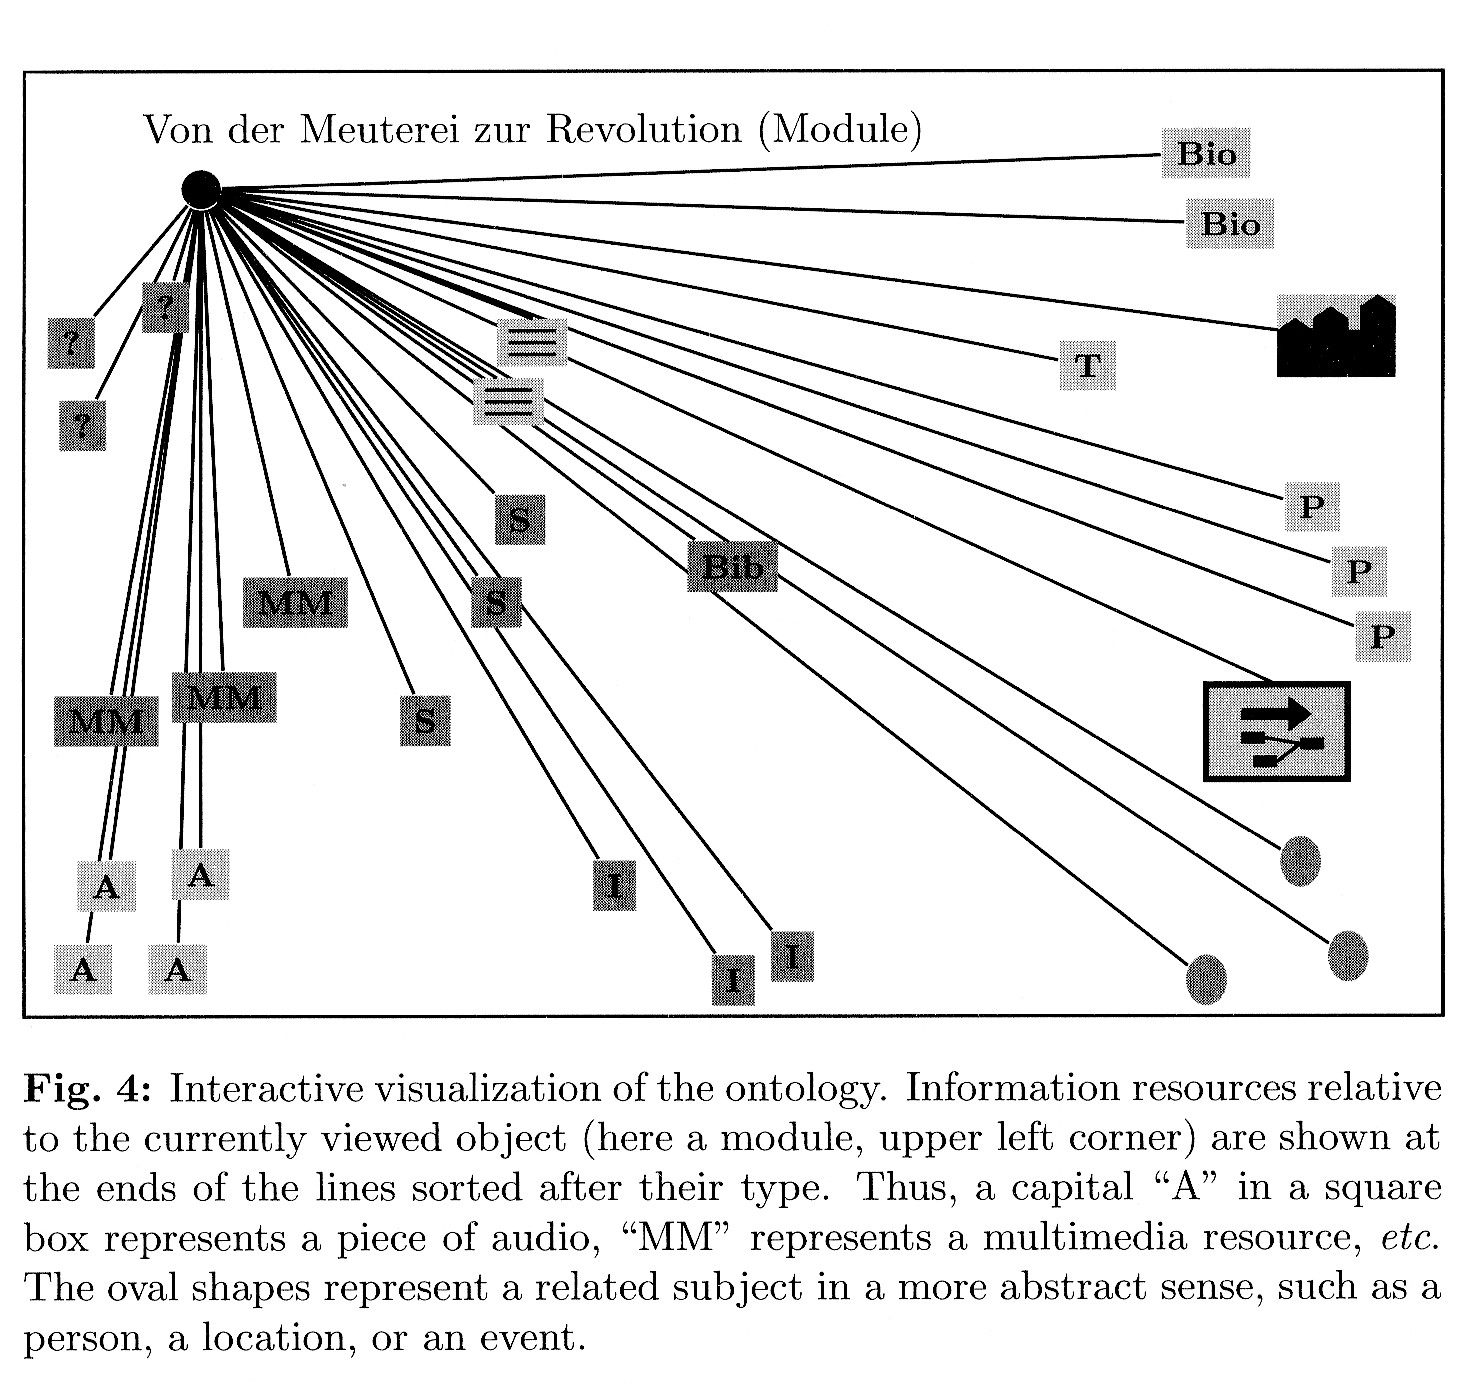 Von der Meuterei zur Revolution (Module)
Bio
Bio
?
?
T
?
P
S
P
Bib
MM
S
P
MM
MM
S
A
I
A
I
A
A
I
Fig. 4: Interactive visualization of the ontology. Information resources relative
to the currently viewed object (here a module, upper left corner) are shown at
the ends of the lines sorted after their type. Thus, a capital “A” in a square
box represents a piece of audio, “MM” represents a multimedia resource, etc.
The oval shapes represent a related subject in a more abstract sense, such as a
person, a location, or an event.